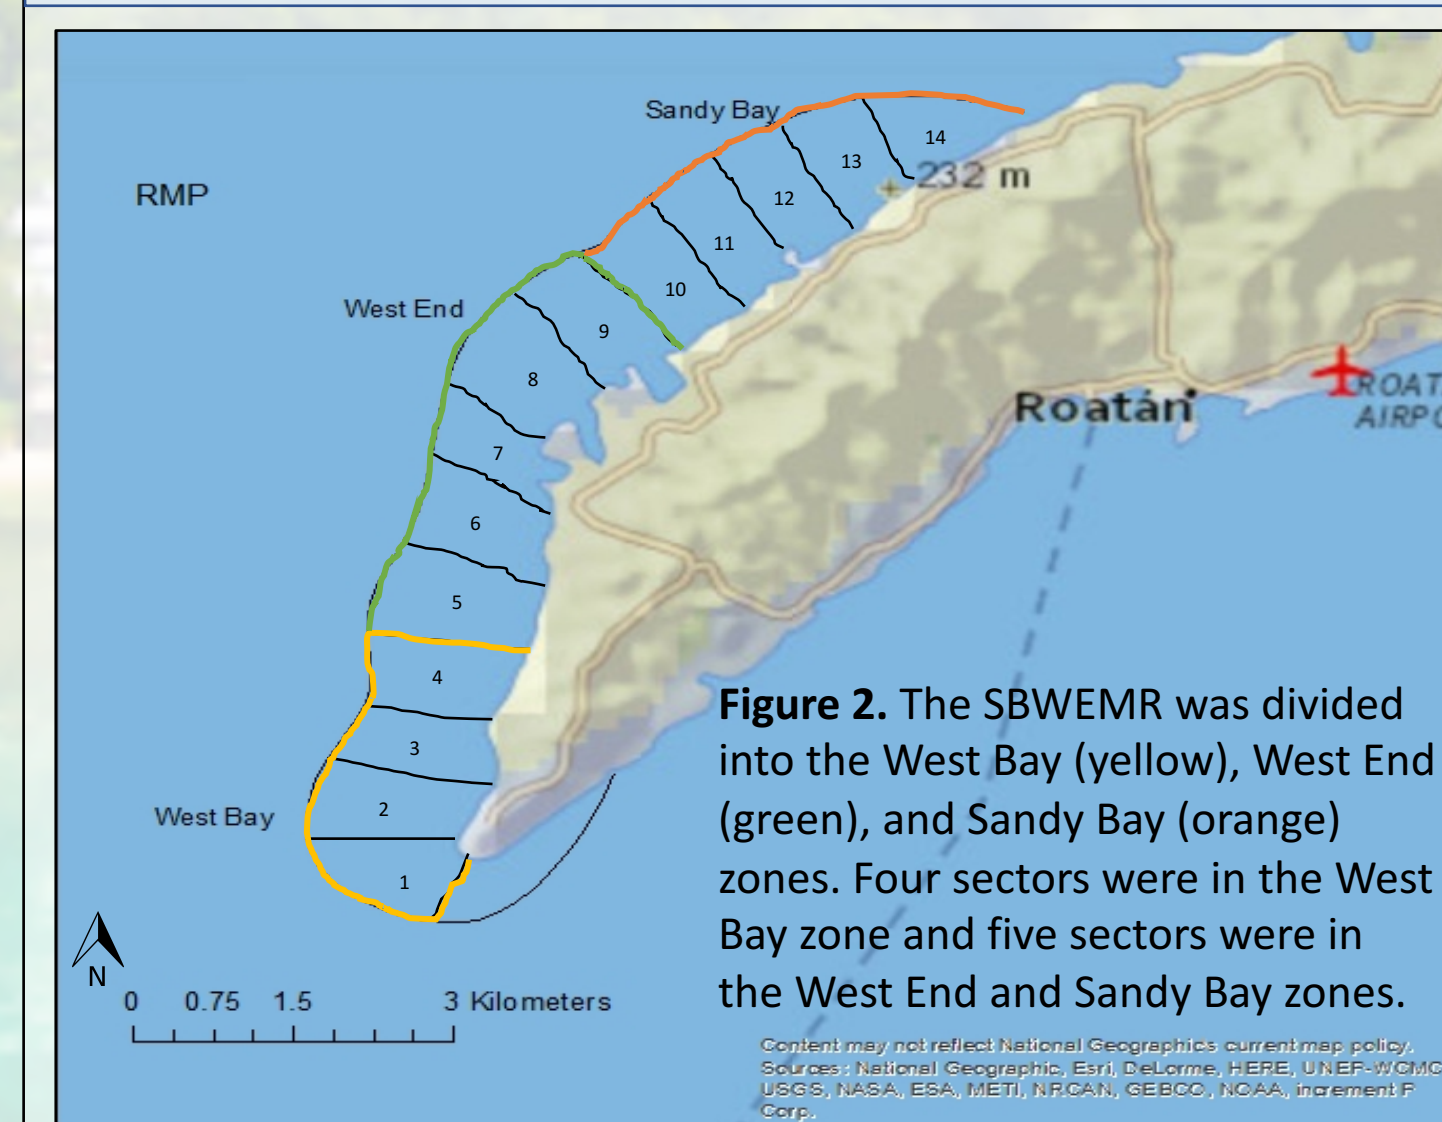 Sandy Bay
14
13
232 m
RMP
12
11
10
West End
9
8
Roatán
ROAT
AIRPO
7
6
5
4
3
2
West Bay
1
N
0 0.75 1.5 3 Kilometers
Figure 2. The SBWEMR was divided
into the West Bay (yellow), West End
(green), and Sandy Bay (orange)
zones. Four sectors were in the West
Bay zone and five sectors were in
the West End and Sandy Bay zones.
Content may not reflect National Geographic's current map policy.
Sources: National Geographic, Esri, DeLorme, HERE, UNEP-WCMC,
USGS, NASA, ESA, METI, NRCAN, GEBCO, NOAA, increment P
Corp.